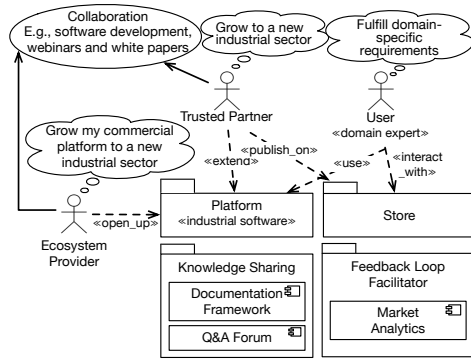 Collaboration
E.g., software development,
webinars and white papers
Grow to a new
industrial sector
Fulfill domain-
specific
requirements
Trusted Partner
User
«domain expert»
Grow my commercial
platform to a new
industrial sector
«publish_on»
«extend»
«use»
«interact
_with»
Platform
«industrial software»
Store
«open_up»
Ecosystem
Provider
Knowledge Sharing
Documentation
Framework
Q&A Forum
Feedback Loop
Facilitator
Market
Analytics